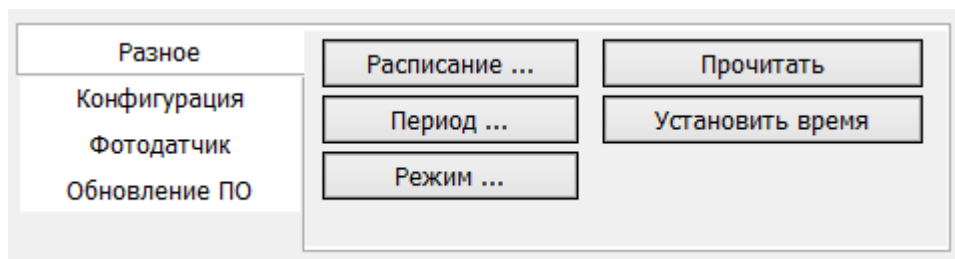 Разное
Конфигурация
Фотодатчик
Обновление ПО
Расписание ...
Прочитать
Период ...
Установить время
Режим ...